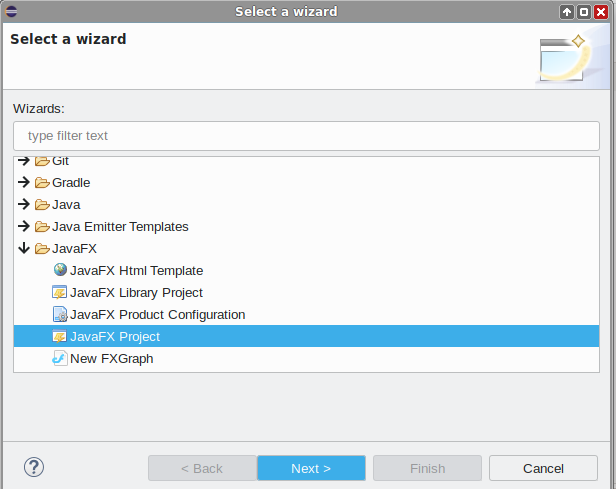 Select a wizard
Select a wizard
Wizards:
type filter text
Git
Gradle
Java
Java Emitter Templates
JavaFX
JavaFX Html Template
JavaFX Library Project
JavaFX Product Configuration
JavaFX Project
New FXGraph
?
< Back
Next >
Finish
Cancel